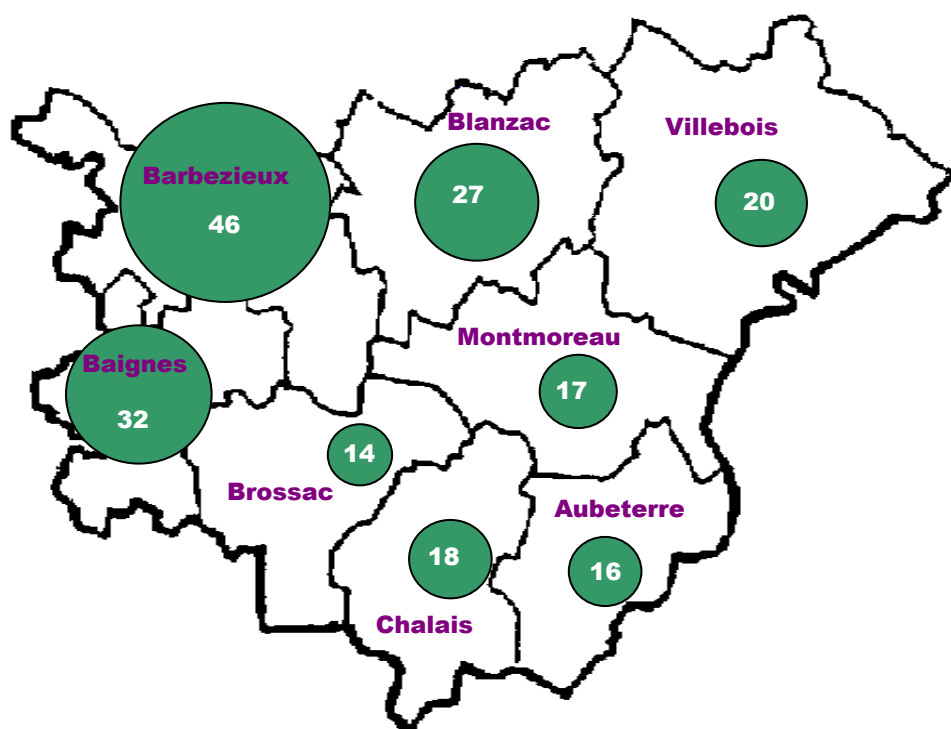 Blanzac
27
Villebois
20
Barbezieux
46
Montmoreau
17
Baignes
32
14
Brossac
Aubeterre
16
18
Chalais